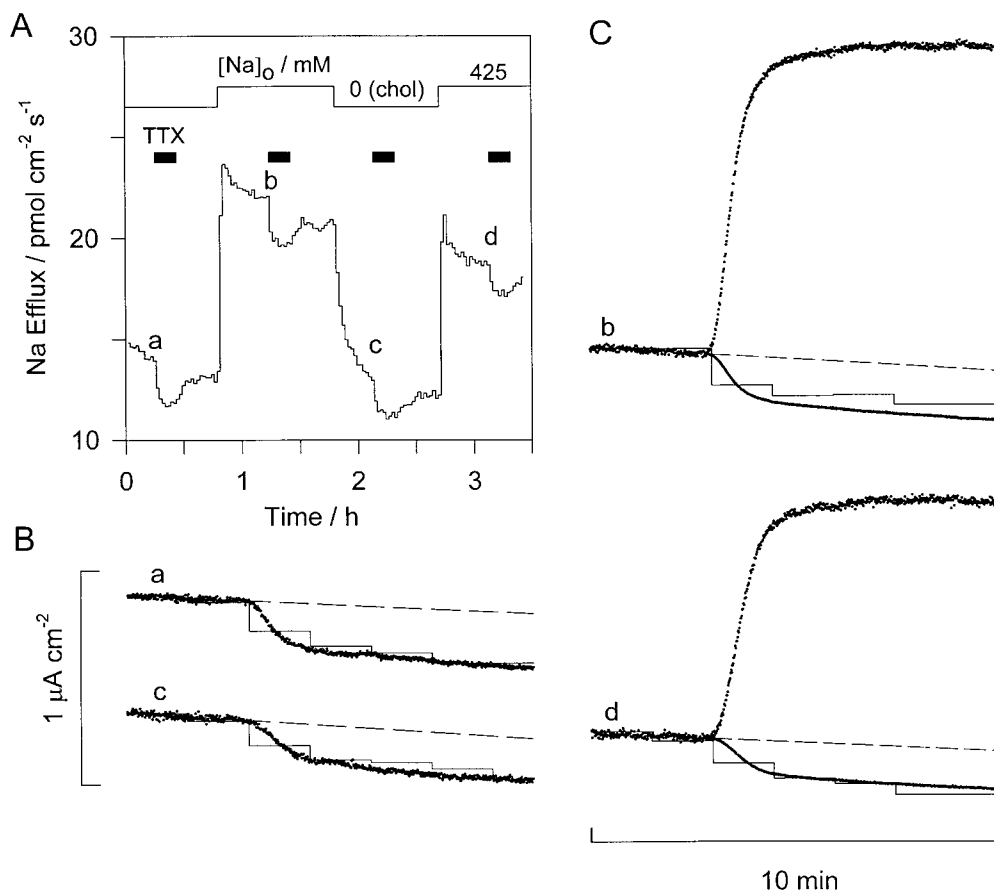 A
30
20
10
Na Efflux / pmol cm⁻² s⁻¹
[Na]ₒ / mM
0 (chol)
425
TTX
a
b
c
d
0
1
2
3
Time / h
B
a
c
1 μA cm⁻²
C
b
d
10 min